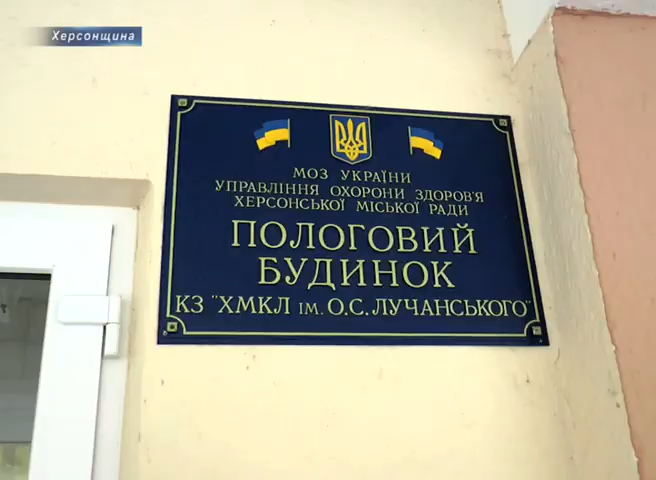 Херсонщина
МОЗ УКРАЇНИ
УПРАВЛІННЯ ОХОРОНИ ЗДОРОВ'Я
ХЕРСОНСЬКОЇ МІСЬКОЇ РАДИ
ПОЛОГОВИЙ
БУДИНОК
КЗ "ХМКЛ ІМ. О.С. ЛУЧАНСЬКОГО"